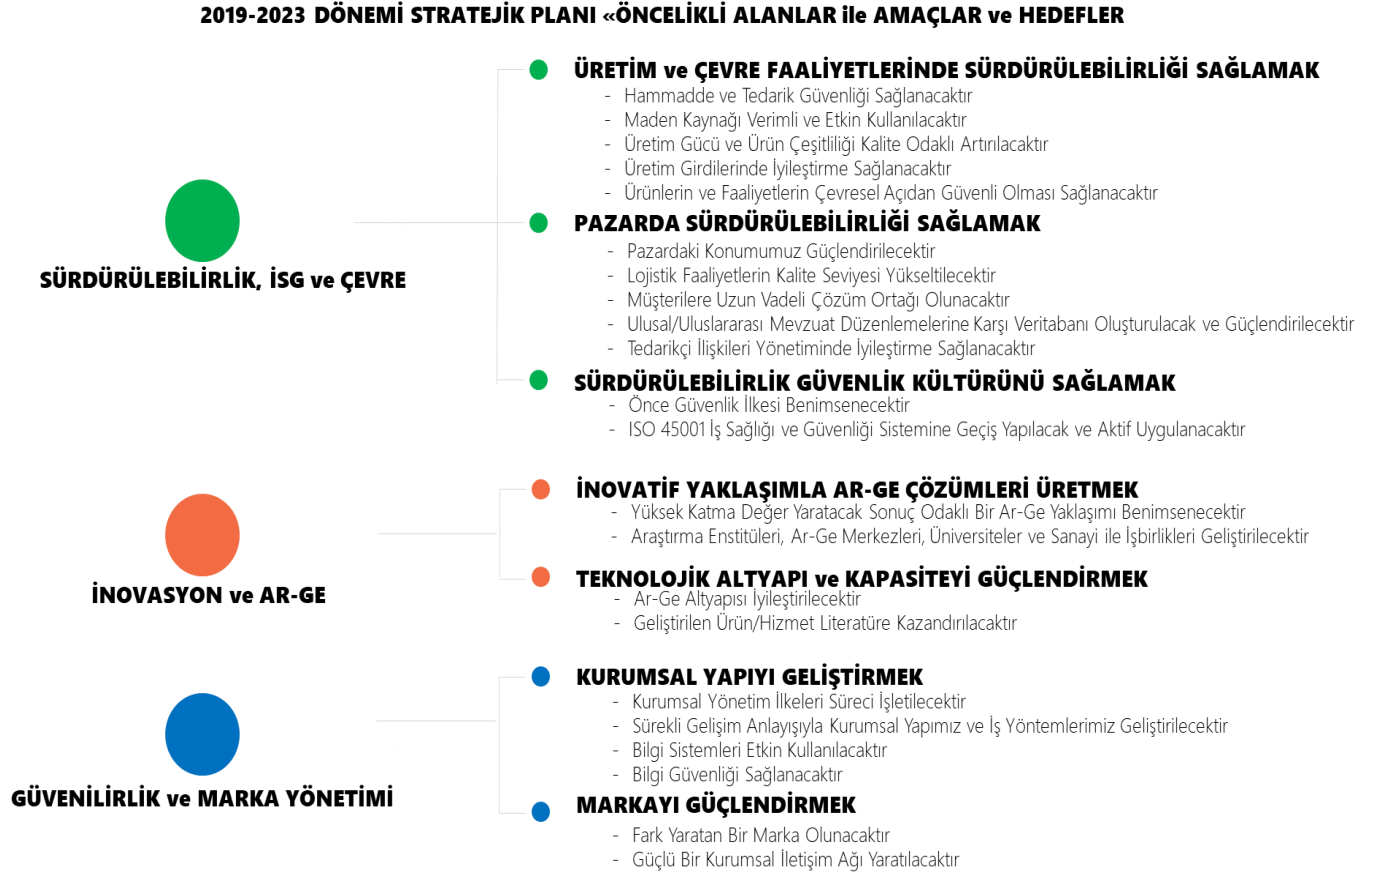 2019-2023 DÖNEMİ STRATEJİK PLANI «ÖNCELİKLİ ALANLAR ile AMAÇLAR ve HEDEFLER
SÜRDÜRÜLEBİLİRLİK, İSG ve ÇEVRE
ÜRETİM ve ÇEVRE FAALİYETLERİNDE SÜRDÜRÜLEBİLİRLİĞİ SAĞLAMAK
- Hammadde ve Tedarik Güvenliği Sağlanacaktır
- Maden Kaynağı Verimli ve Etkin Kullanılacaktır
- Üretim Gücü ve Ürün Çeşitliliği Kalite Odaklı Artırılacaktır
- Üretim Girdilerinde İyileştirme Sağlanacaktır
- Ürünlerin ve Faaliyetlerin Çevresel Açıdan Güvenli Olması Sağlanacaktır
PAZARDA SÜRDÜRÜLEBİLİRLİĞİ SAĞLAMAK
- Pazardaki Konumumuz Güçlendirilecektir
- Lojistik Faaliyetlerin Kalite Seviyesi Yükseltilecektir
- Müşterilere Uzun Vadeli Çözüm Ortağı Olunacaktır
- Ulusal/Uluslararası Mevzuat Düzenlemelerine Karşı Veritabanı Oluşturulacak ve Güçlendirilecektir
- Tedarikçi İlişkileri Yönetiminde İyileştirme Sağlanacaktır
SÜRDÜRÜLEBİLİRLİK GÜVENLİK KÜLTÜRÜNÜ SAĞLAMAK
- Önce Güvenlik İlkesi Benimsenecektir
- ISO 45001 İş Sağlığı ve Güvenliği Sistemine Geçiş Yapılacak ve Aktif Uygulanacaktır
İNOVASYON ve AR-GE
İNOVATİF YAKLAŞIMLA AR-GE ÇÖZÜMLERİ ÜRETMEK
- Yüksek Katma Değer Yaratacak Sonuç Odaklı Bir Ar-Ge Yaklaşımı Benimsenecektir
- Araştırma Enstitüleri, Ar-Ge Merkezleri, Üniversiteler ve Sanayi ile İşbirlikleri Geliştirilecektir
TEKNOLOJİK ALTYAPI ve KAPASİTEYİ GÜÇLENDİRMEK
- Ar-Ge Altyapısı İyileştirilecektir
- Geliştirilen Ürün/Hizmet Literatüre Kazandırılacaktır
GÜVENİLİRLİK ve MARKA YÖNETİMİ
KURUMSAL YAPIYI GELİŞTİRMEK
- Kurumsal Yönetim İlkeleri Süreci İşletilecektir
- Sürekli Gelişim Anlayışıyla Kurumsal Yapımız ve İş Yöntemlerimiz Geliştirilecektir
- Bilgi Sistemleri Etkin Kullanılacaktır
- Bilgi Güvenliği Sağlanacaktır
MARKAYI GÜÇLENDİRMEK
- Fark Yaratan Bir Marka Olunacaktır
- Güçlü Bir Kurumsal İletişim Ağı Yaratılacaktır